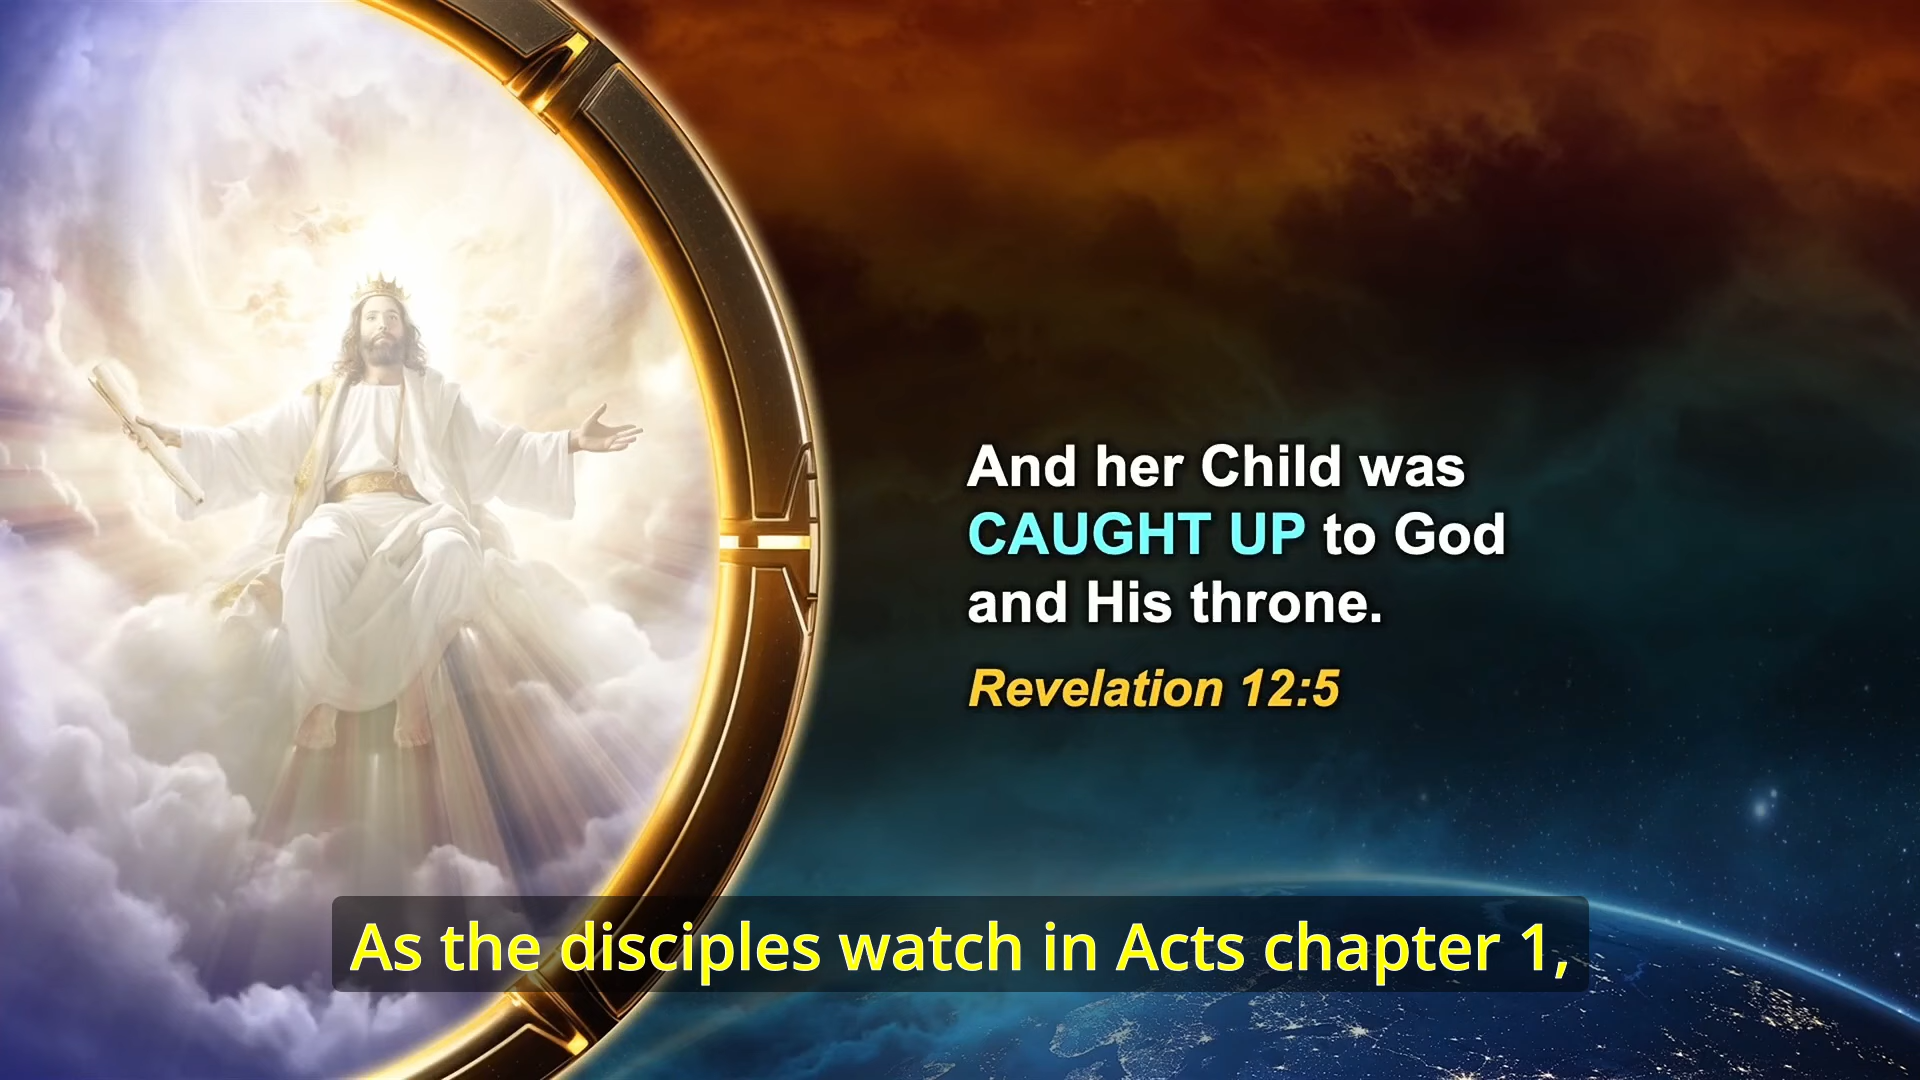 And her Child was
CAUGHT UP to God
and His throne.
Revelation 12:5
As the disciples watch in Acts chapter 1,